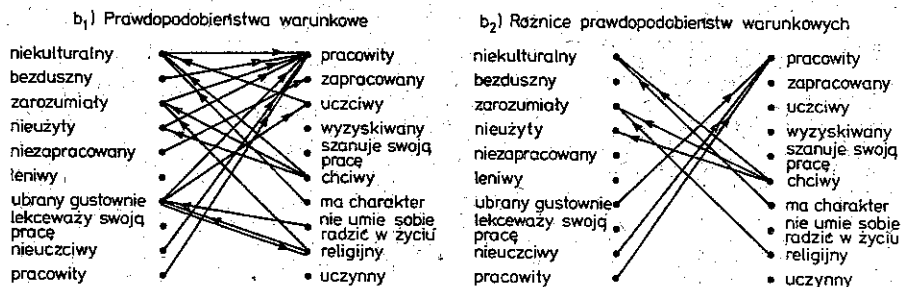 b₁) Prawdopodobieństwa warunkowe
niekulturalny
bezduszny
zarozumiały
nieużyty
niezapracowany
leniwy
ubrany gustownie
lekceważy swoją
pracę
nieuczciwy
pracowity
pracowity
zapracowany
uczciwy
wyzyskiwany
szanuje swoją
pracę
chciwy
ma charakter
nie umie sobie
radzić w życiu
religijny
uczynny
b₂) Różnice prawdopodobieństw warunkowych
niekulturalny
bezduszny
zarozumiały
nieużyty
niezapracowany
leniwy
ubrany gustownie
lekceważy swoją
pracę
nieuczciwy
pracowity
pracowity
zapracowany
uczciwy
wyzyskiwany
szanuje swoją
pracę
chciwy
ma charakter
nie umie sobie
radzić w życiu
religijny
uczynny